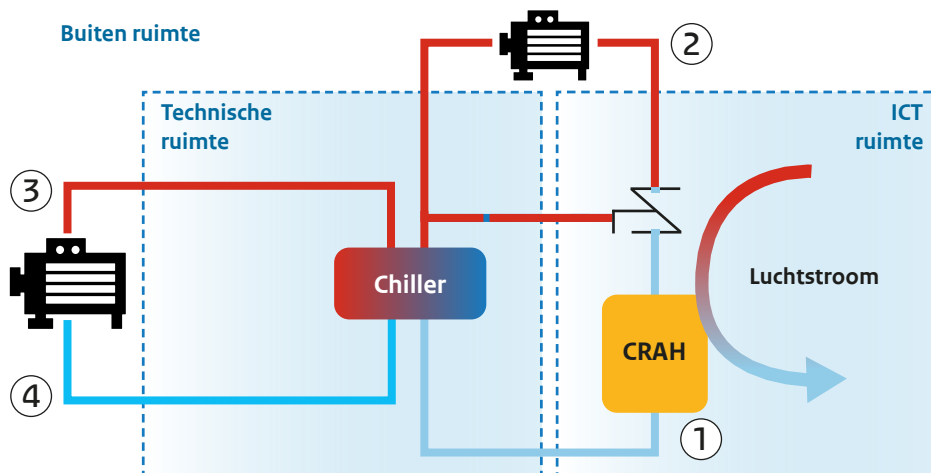 Buiten ruimte
2
Technische
ruimte
ICT
ruimte
3
Chiller
Luchtstroom
CRAH
4
1